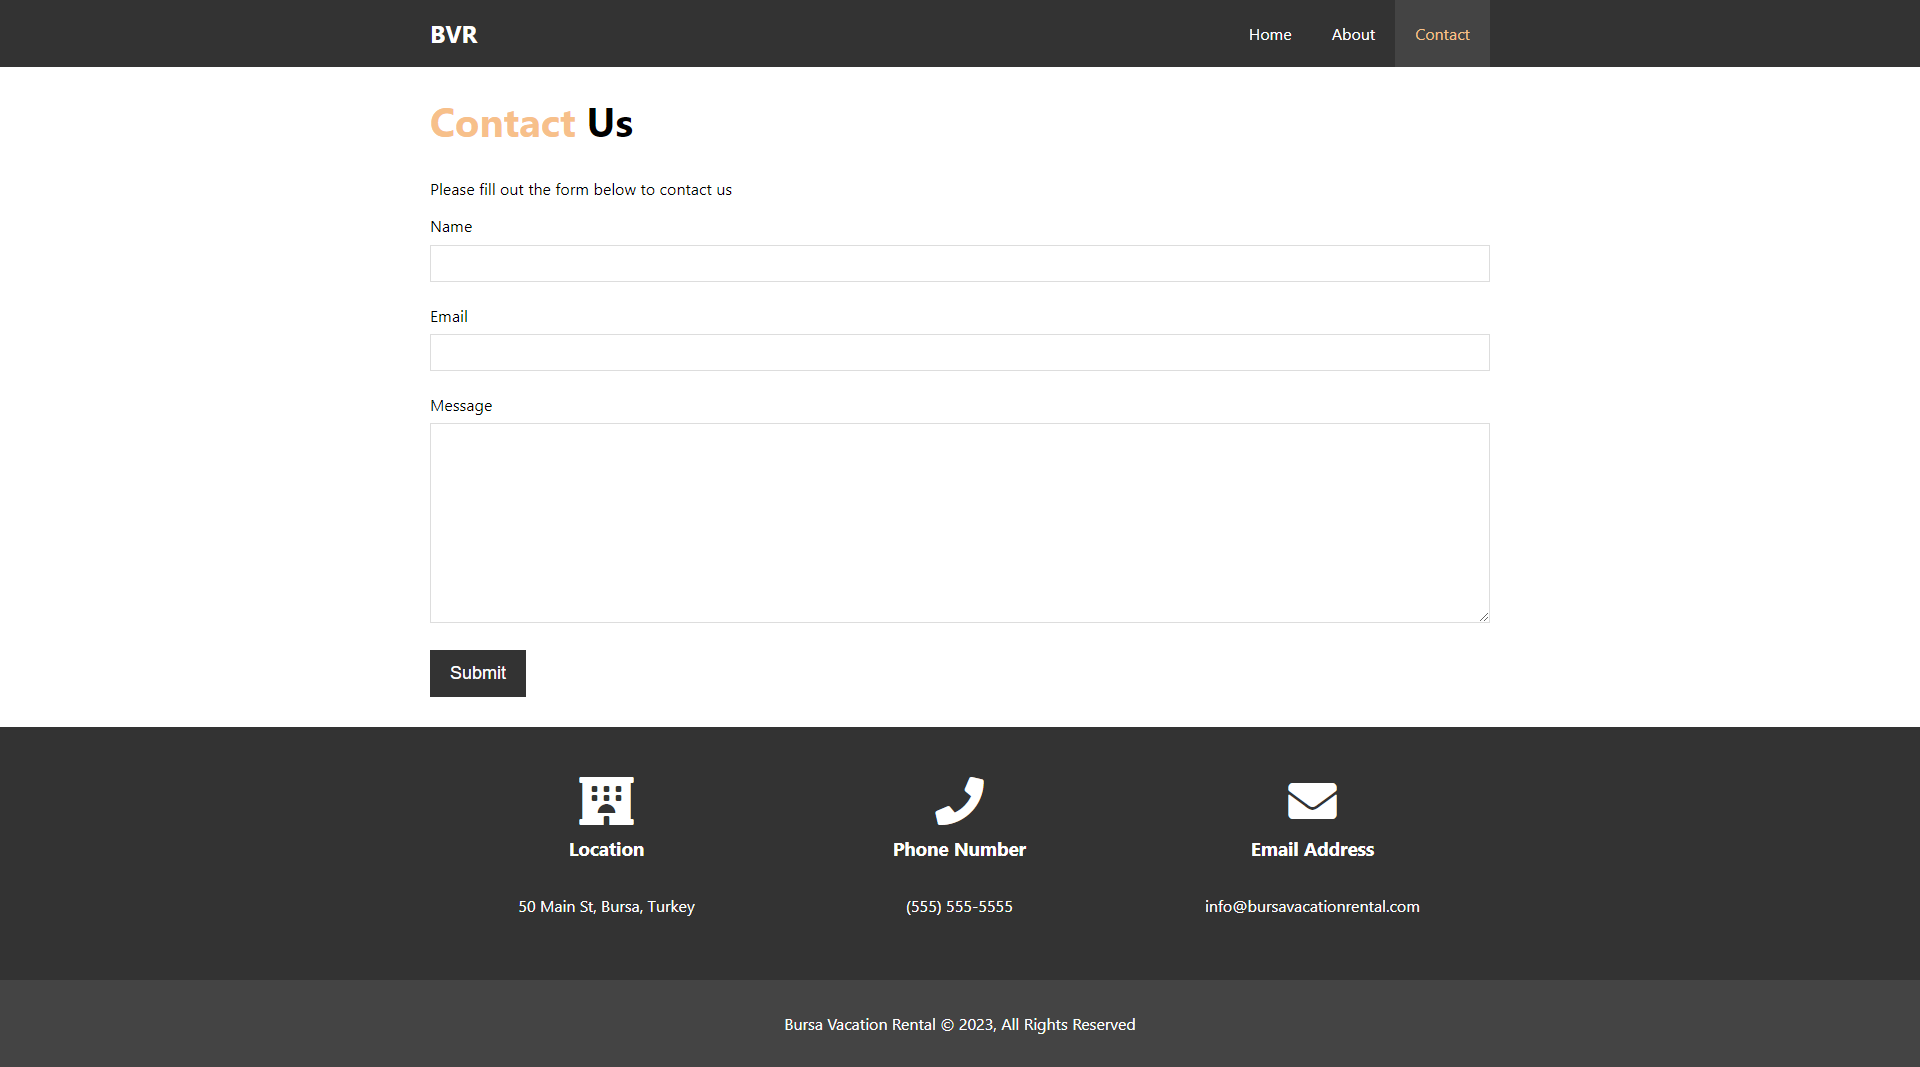 BVR
Home About Contact
Contact Us
Please fill out the form below to contact us
Name
Email
Message
Submit
Location
Phone Number
Email Address
50 Main St, Bursa, Turkey
(555) 555-5555
info@bursavacationrental.com
Bursa Vacation Rental © 2023, All Rights Reserved